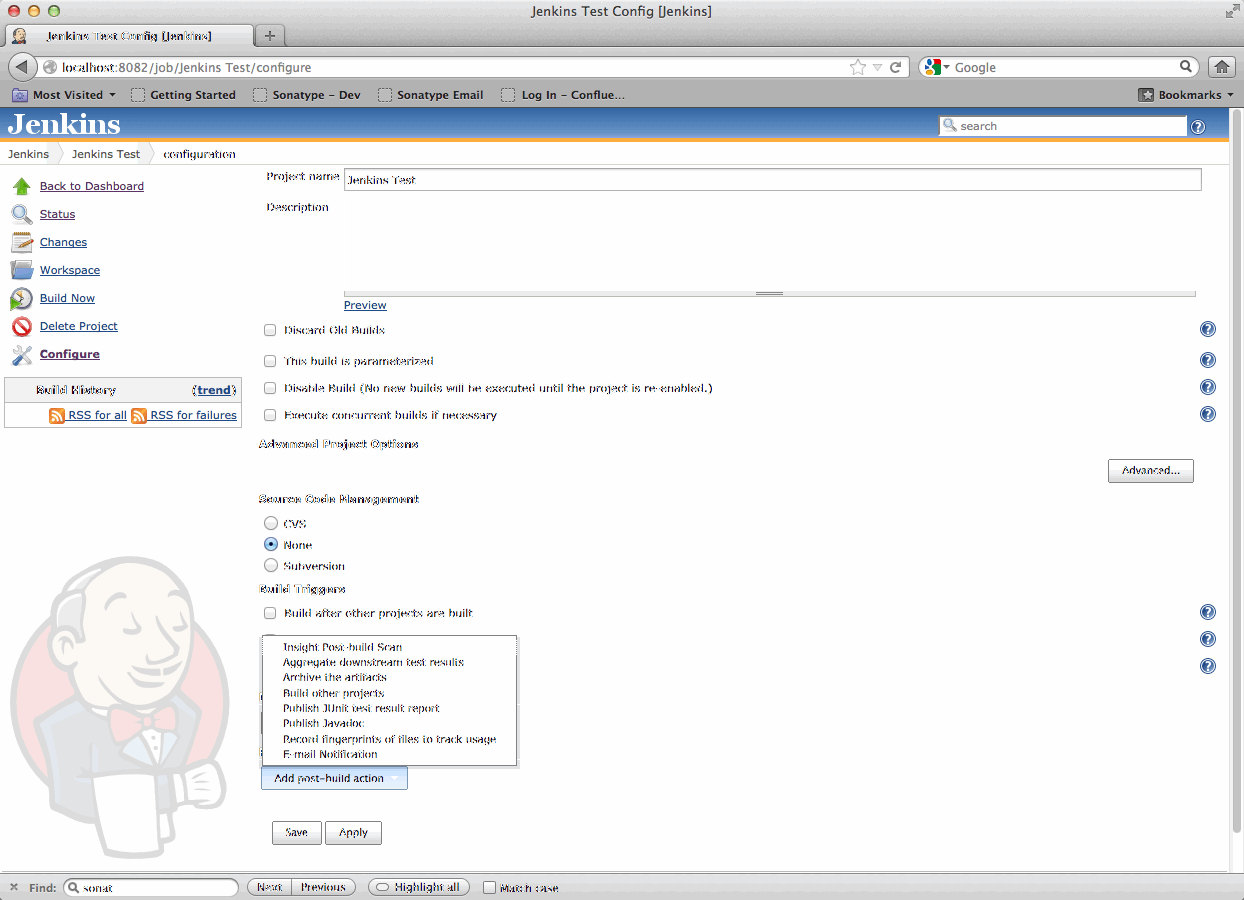 Jenkins Test Config [Jenkins]
Jenkins Test Config [Jenkins]
localhost:8082/job/Jenkins Test/configure
Google
Most Visited
Getting Started
Sonatype - Dev
Sonatype Email
Log In - Conflue...
Bookmarks
Jenkins
search
Jenkins
Jenkins Test
configuration
Back to Dashboard
Status
Changes
Workspace
Build Now
Delete Project
Configure
Build History (trend)
RSS for all RSS for failures
Project name Jenkins Test
Description
Preview
Discard Old Builds
This build is parameterized
Disable Build (No new builds will be executed until the project is re-enabled.)
Execute concurrent builds if necessary
Advanced Project Options
Advanced...
Source Code Management
CVS
None
Subversion
Build Triggers
Build after other projects are built
Insight Post-build Scan
Aggregate downstream test results
Archive the artifacts
Build other projects
Publish JUnit test result report
Publish Javadoc
Record fingerprints of files to track usage
E-mail Notification
Add post-build action
Save Apply
Find: sonat Next Previous Highlight all Match case